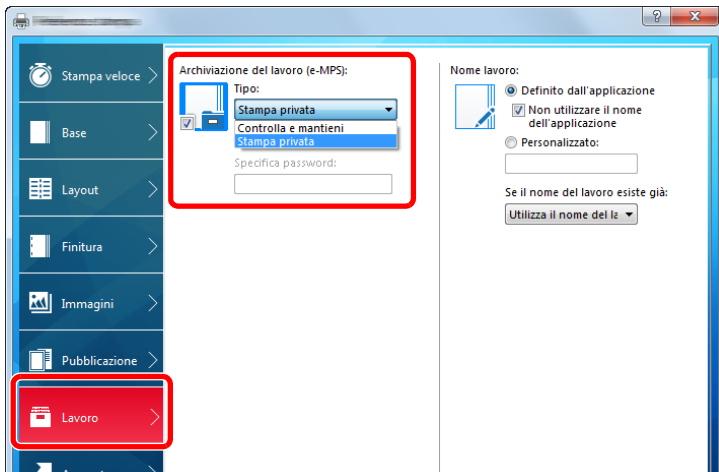 Stampa veloce
Base
Layout
Finitura
Immagini
Pubblicazione
Lavoro
Archiviazione del lavoro (e-MPS):
Tipo:
Stampa privata
Controlla e mantieni
Stampa privata
Specifica password:
Nome lavoro:
Definito dall'applicazione
Non utilizzare il nome
dell'applicazione
Personalizzato:
Se il nome del lavoro esiste già:
Utilizza il nome del la